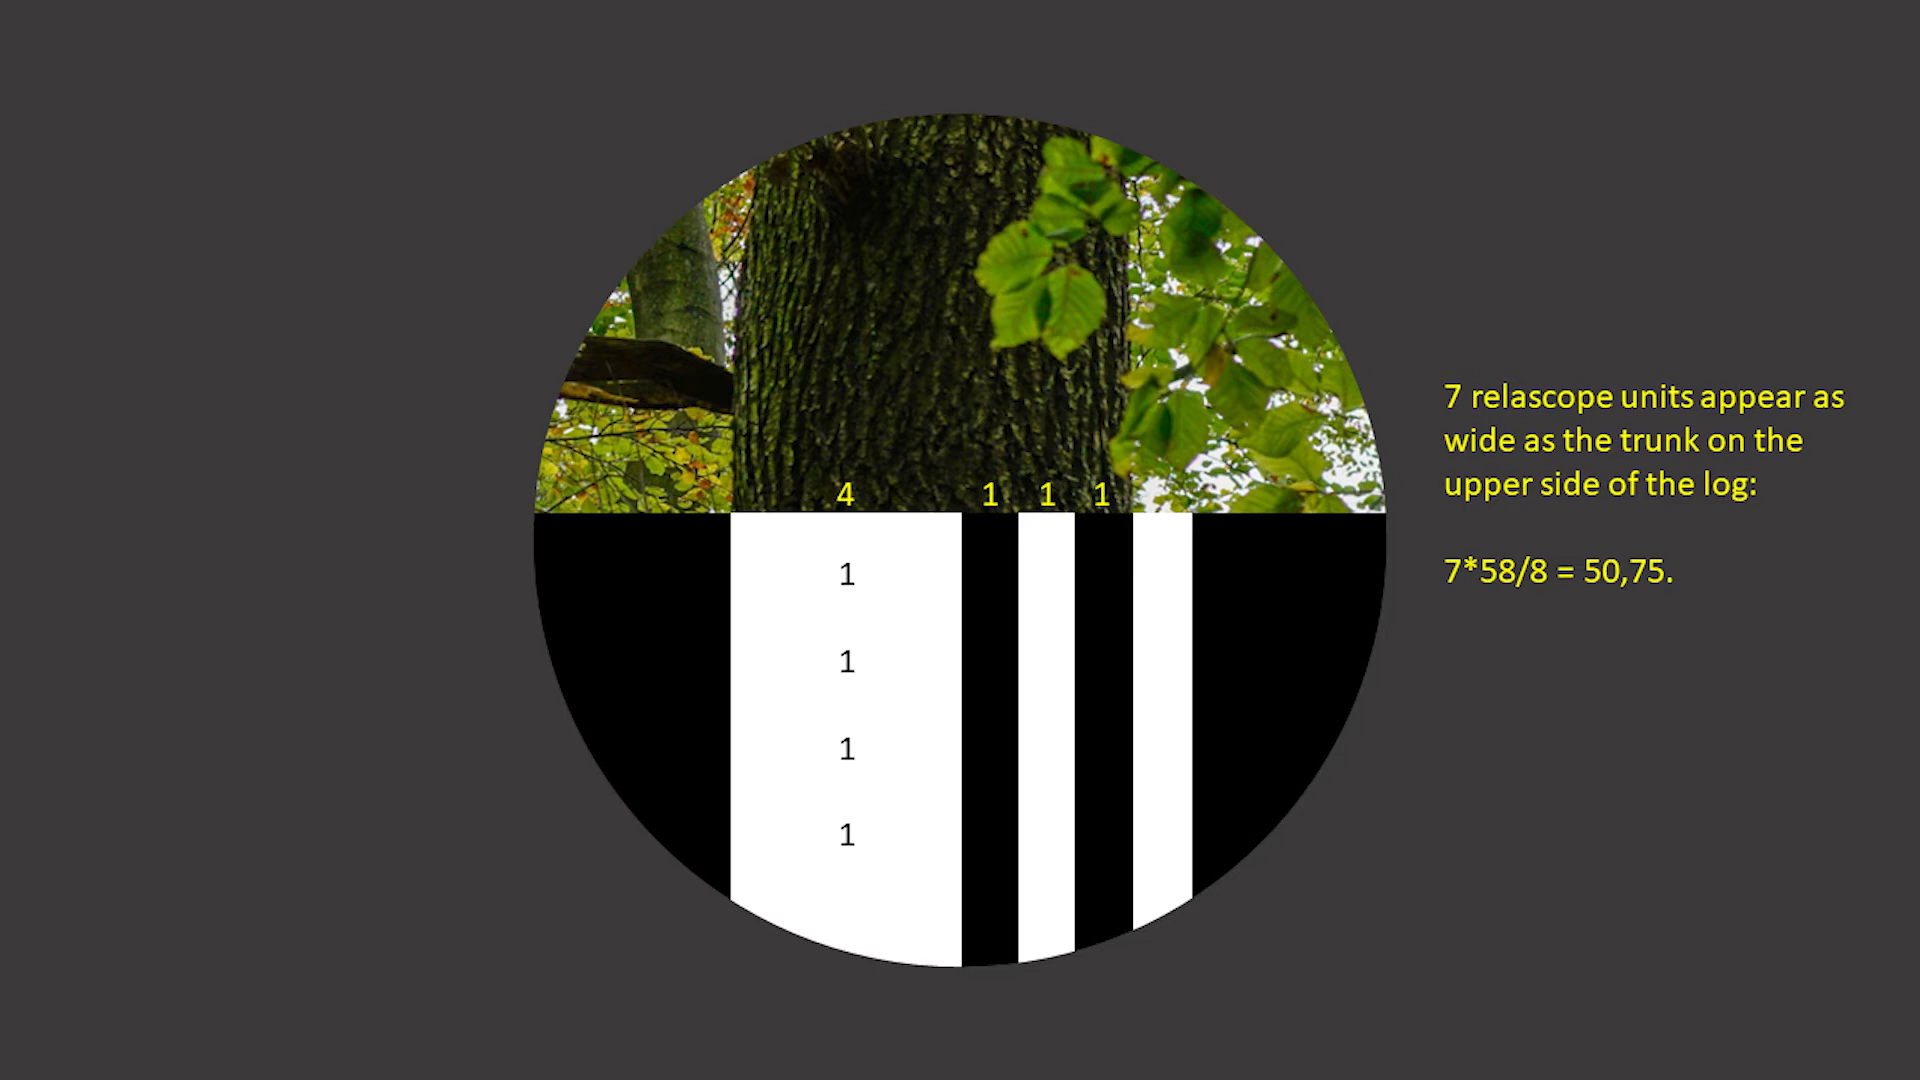 4 1 1 1
1
1
1
1
7 relascope units appear as
wide as the trunk on the
upper side of the log:
7*58/8 = 50,75.